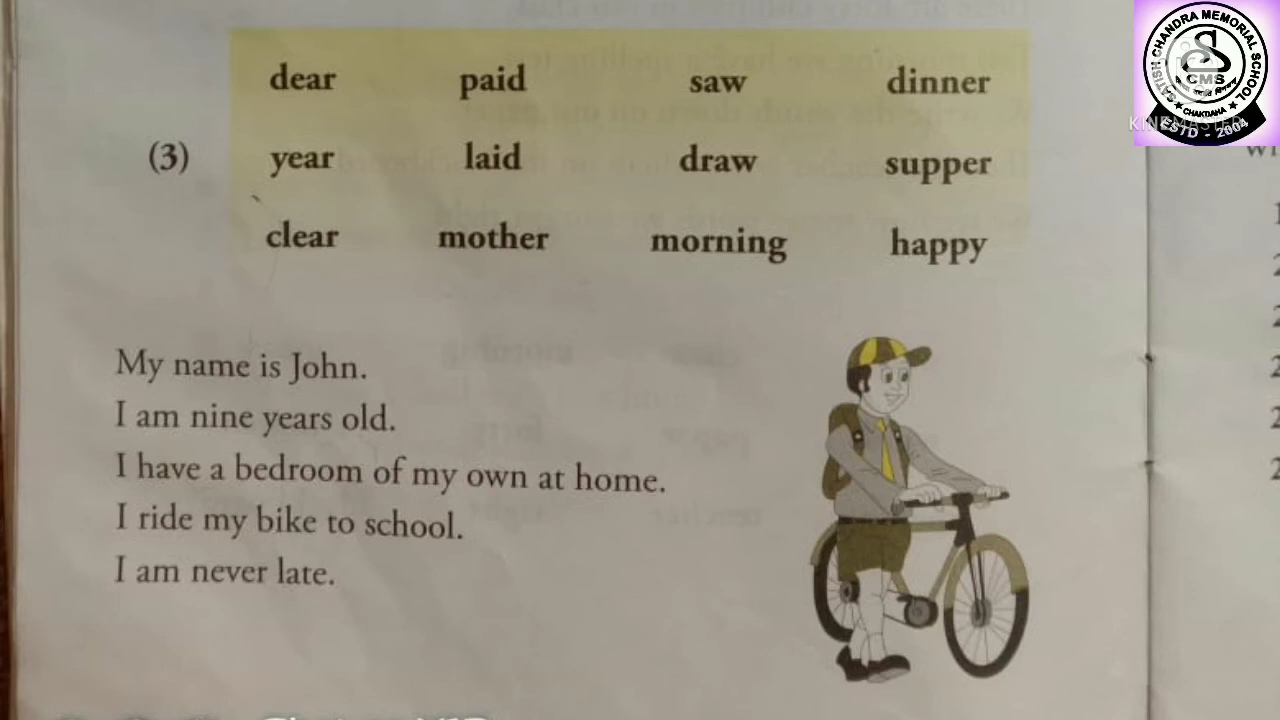 dear paid saw dinner
(3) year laid draw supper
clear mother morning happy
My name is John.
I am nine years old.
I have a bedroom of my own at home.
I ride my bike to school.
I am never late.
SATISH CHANDRA MEMORIAL SCHOOL
S
CMS
CHAKDAHA
ESTD - 2004
KINEMASTER